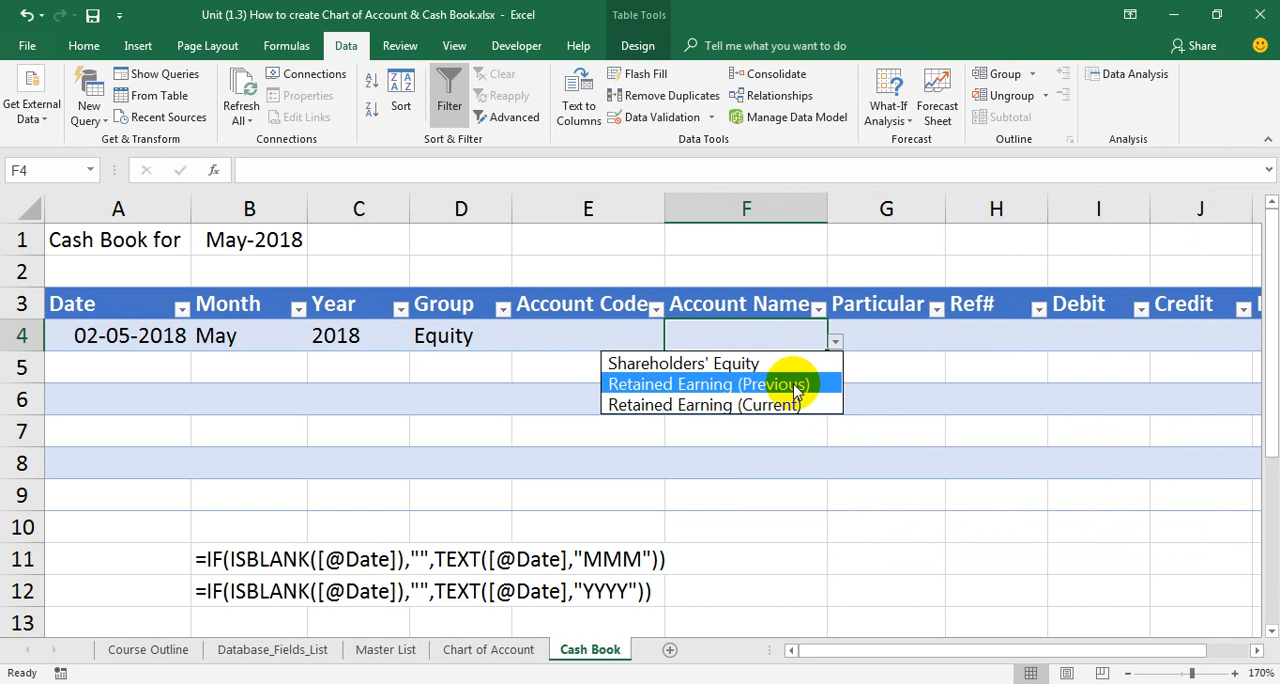 Unit (1.3) How to create Chart of Account & Cash Book.xlsx - Excel
Table Tools
File Home Insert Page Layout Formulas Data Review View Developer Help Design Tell me what you want to do Share
Get External Data
New Query
Show Queries
From Table
Recent Sources
Get & Transform
Refresh All
Connections
Properties
Edit Links
Connections
Sort
Filter
Clear
Reapply
Advanced
Sort & Filter
Text to Columns
Flash Fill
Remove Duplicates
Data Validation
Consolidate
Relationships
Manage Data Model
Data Tools
What-If Analysis
Forecast Sheet
Forecast
Group
Ungroup
Subtotal
Outline
Data Analysis
Analysis
F4 fx
A B C D E F G H I J
1 Cash Book for May-2018
2
3 Date Month Year Group Account Code Account Name Particular Ref# Debit Credit
4 02-05-2018 May 2018 Equity
Shareholders' Equity
5
Retained Earning (Previous)
6
Retained Earning (Current)
7
8
9
10
11 =IF(ISBLANK([@Date]),"",TEXT([@Date],"MMM"))
12 =IF(ISBLANK([@Date]),"",TEXT([@Date],"YYYY"))
13
Course Outline Database_Fields_List Master List Chart of Account Cash Book
Ready 170%